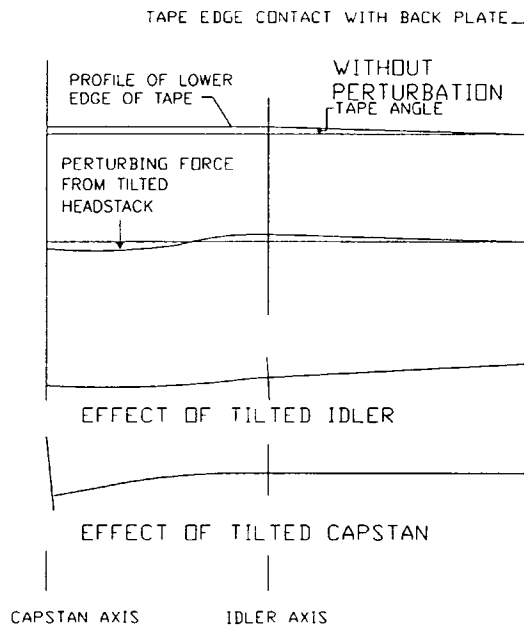 TAPE EDGE CONTACT WITH BACK PLATE
WITHOUT
PERTURBATION
PROFILE OF LOWER
EDGE OF TAPE
TAPE ANGLE
PERTURBING FORCE
FROM TILTED
HEADSTACK
EFFECT OF TILTED IDLER
EFFECT OF TILTED CAPSTAN
CAPSTAN AXIS
IDLER AXIS